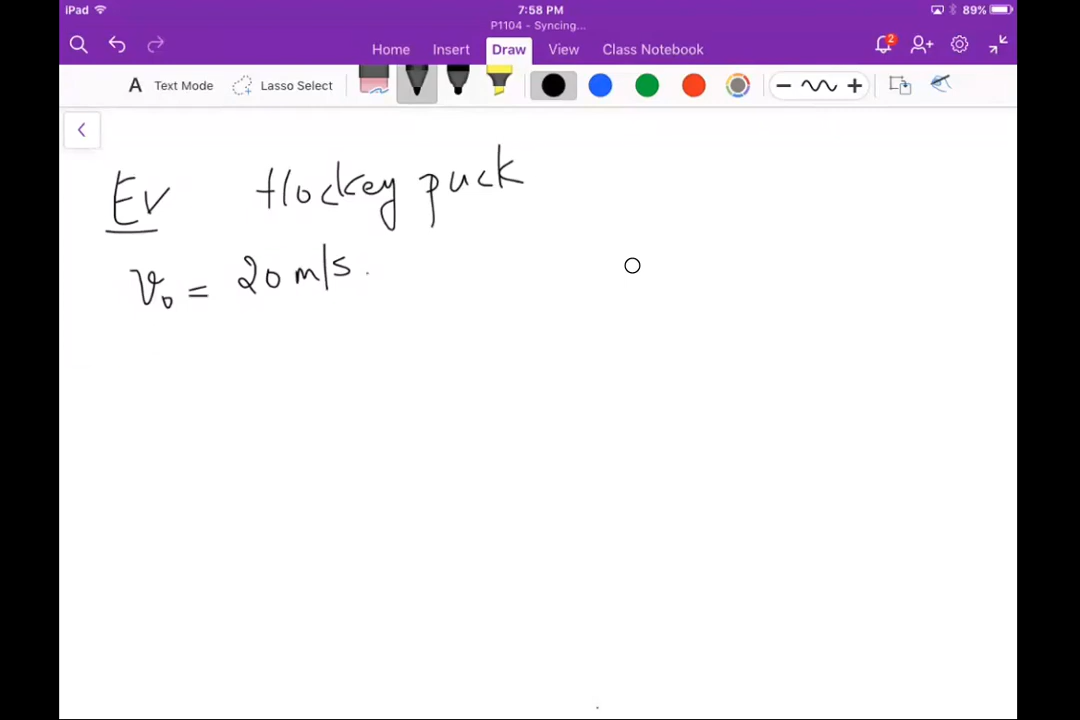 iPad 7:58 PM 89%
P1104 - Syncing...
Home Insert Draw View Class Notebook 2
A Text Mode Lasso Select
Ex Hockey puck
v₀ = 20 m/s.